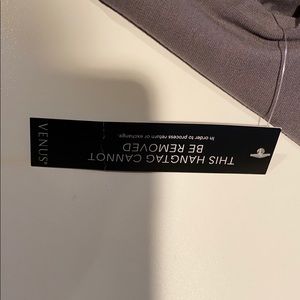 THIS HANGTAG CANNOT
BE REMOVED
In order to process return or exchange.
VENUS®